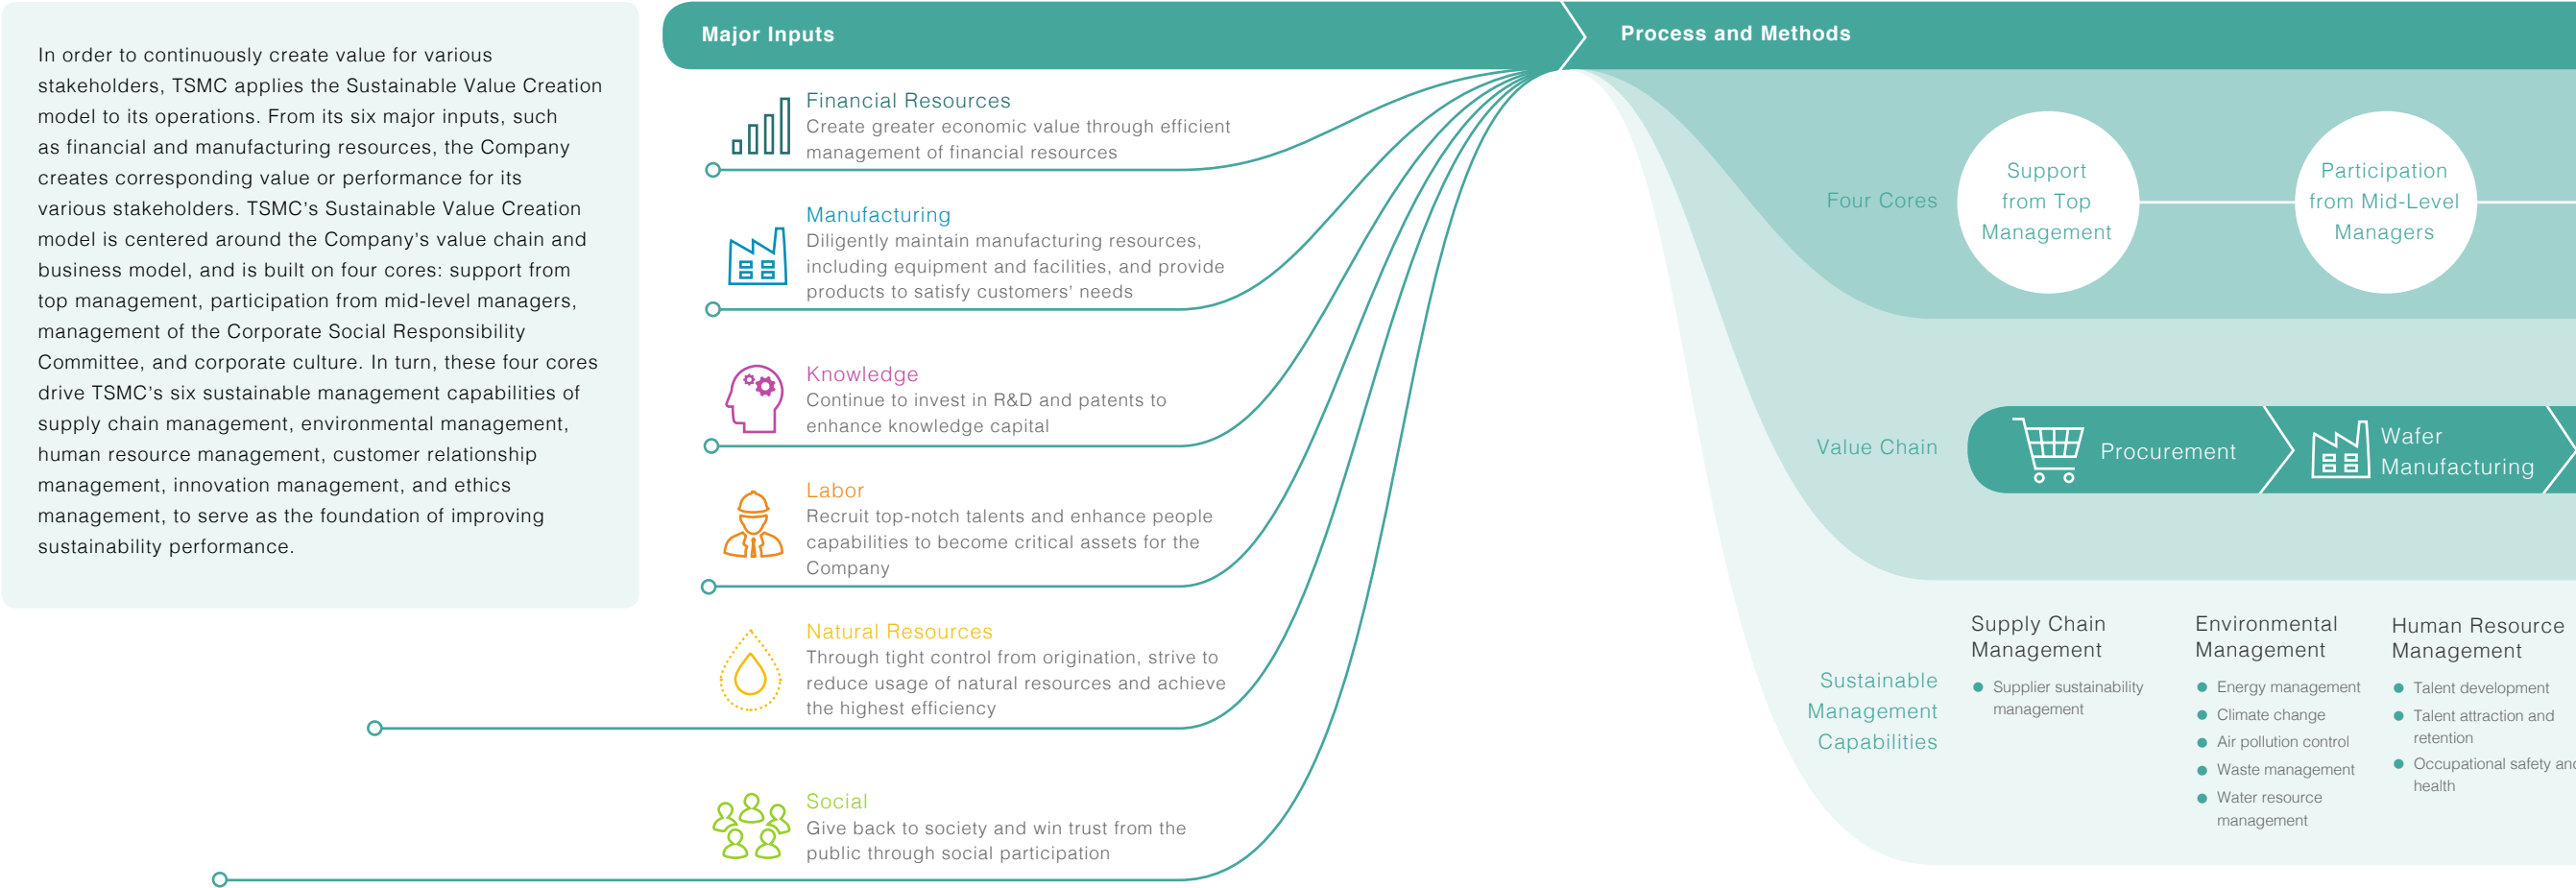 In order to continuously create value for various
stakeholders, TSMC applies the Sustainable Value Creation
model to its operations. From its six major inputs, such
as financial and manufacturing resources, the Company
creates corresponding value or performance for its
various stakeholders. TSMC's Sustainable Value Creation
model is centered around the Company's value chain and
business model, and is built on four cores: support from
top management, participation from mid-level managers,
management of the Corporate Social Responsibility
Committee, and corporate culture. In turn, these four cores
drive TSMC's six sustainable management capabilities of
supply chain management, environmental management,
human resource management, customer relationship
management, innovation management, and ethics
management, to serve as the foundation of improving
sustainability performance.
Major Inputs
Financial Resources
Create greater economic value through efficient
management of financial resources
Manufacturing
Diligently maintain manufacturing resources,
including equipment and facilities, and provide
products to satisfy customers' needs
Knowledge
Continue to invest in R&D and patents to
enhance knowledge capital
Labor
Recruit top-notch talents and enhance people
capabilities to become critical assets for the
Company
Natural Resources
Through tight control from origination, strive to
reduce usage of natural resources and achieve
the highest efficiency
Social
Give back to society and win trust from the
public through social participation
Process and Methods
Four Cores
Support
from Top
Management
Participation
from Mid-Level
Managers
Value Chain
Procurement
Wafer
Manufacturing
Sustainable
Management
Capabilities
Supply Chain
Management
Supplier sustainability
management
Environmental
Management
Energy management
Climate change
Air pollution control
Waste management
Water resource
management
Human Resource
Management
Talent development
Talent attraction and
retention
Occupational safety and
health